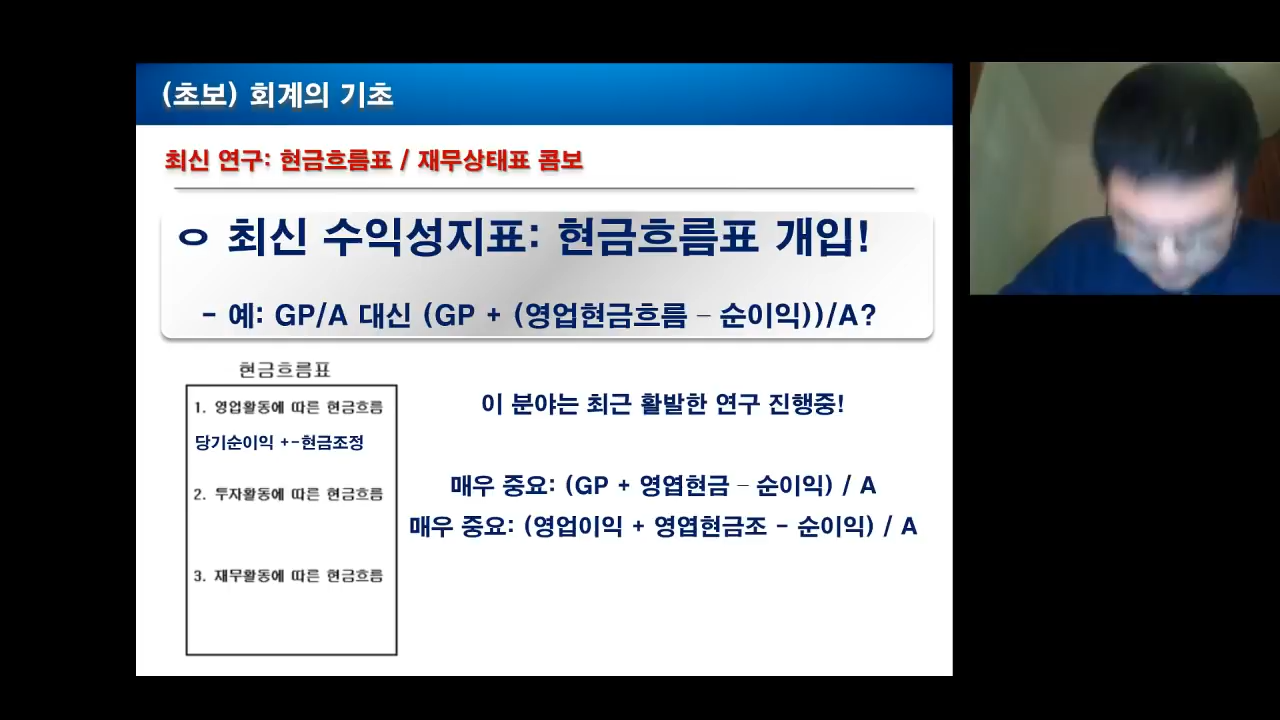 (초보) 회계의 기초
최신 연구: 현금흐름표 / 재무상태표 콤보
ㅇ 최신 수익성지표: 현금흐름표 개입!
- 예: GP/A 대신 (GP + (영업현금흐름 – 순이익))/A?
현금흐름표
1. 영업활동에 따른 현금흐름
당기순이익 +-현금조정
2. 투자활동에 따른 현금흐름
3. 재무활동에 따른 현금흐름
이 분야는 최근 활발한 연구 진행중!
매우 중요: (GP + 영엽현금 – 순이익) / A
매우 중요: (영업이익 + 영엽현금조 - 순이익) / A